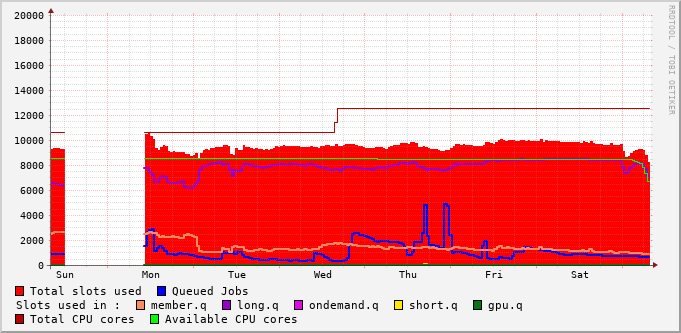 20000
18000
16000
14000
12000
10000
8000
6000
4000
2000
0
Sun Mon Tue Wed Thu Fri Sat
RRDTOOL / TOBI OETIKER
Total slots used Queued Jobs
Slots used in : member.q long.q ondemand.q short.q gpu.q
Total CPU cores Available CPU cores